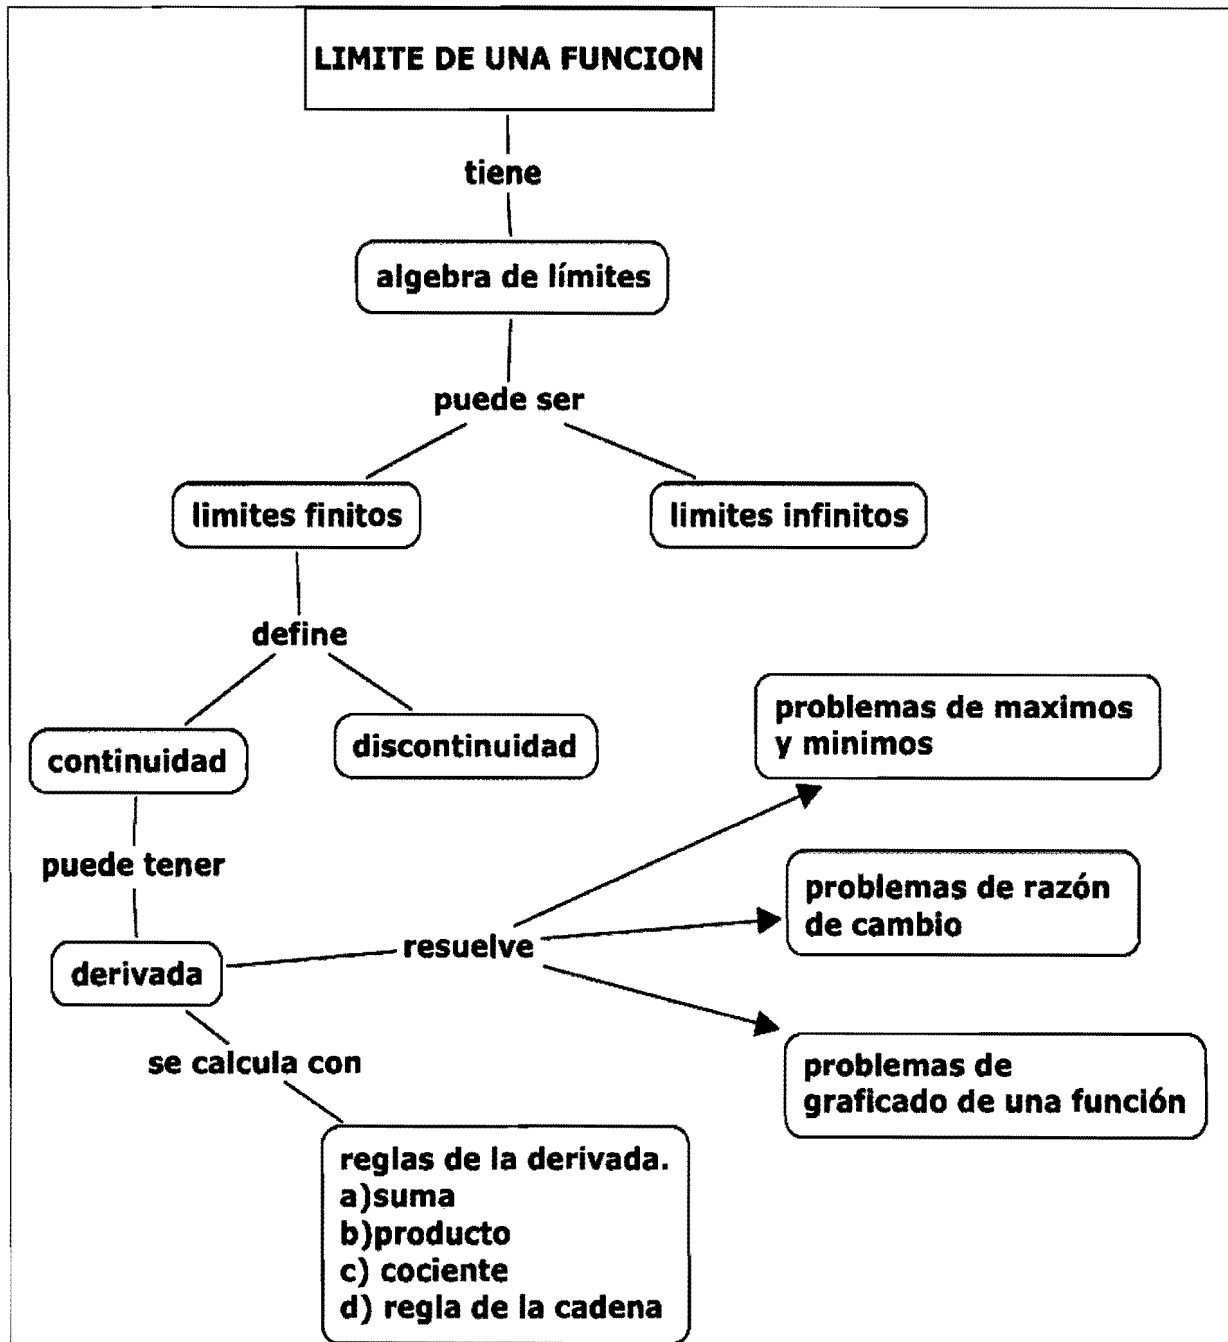 LIMITE DE UNA FUNCION
tiene
algebra de límites
puede ser
limites finitos
limites infinitos
define
continuidad
discontinuidad
problemas de maximos
y minimos
puede tener
problemas de razón
de cambio
derivada
resuelve
se calcula con
problemas de
graficado de una función
reglas de la derivada.
a)suma
b)producto
c) cociente
d) regla de la cadena